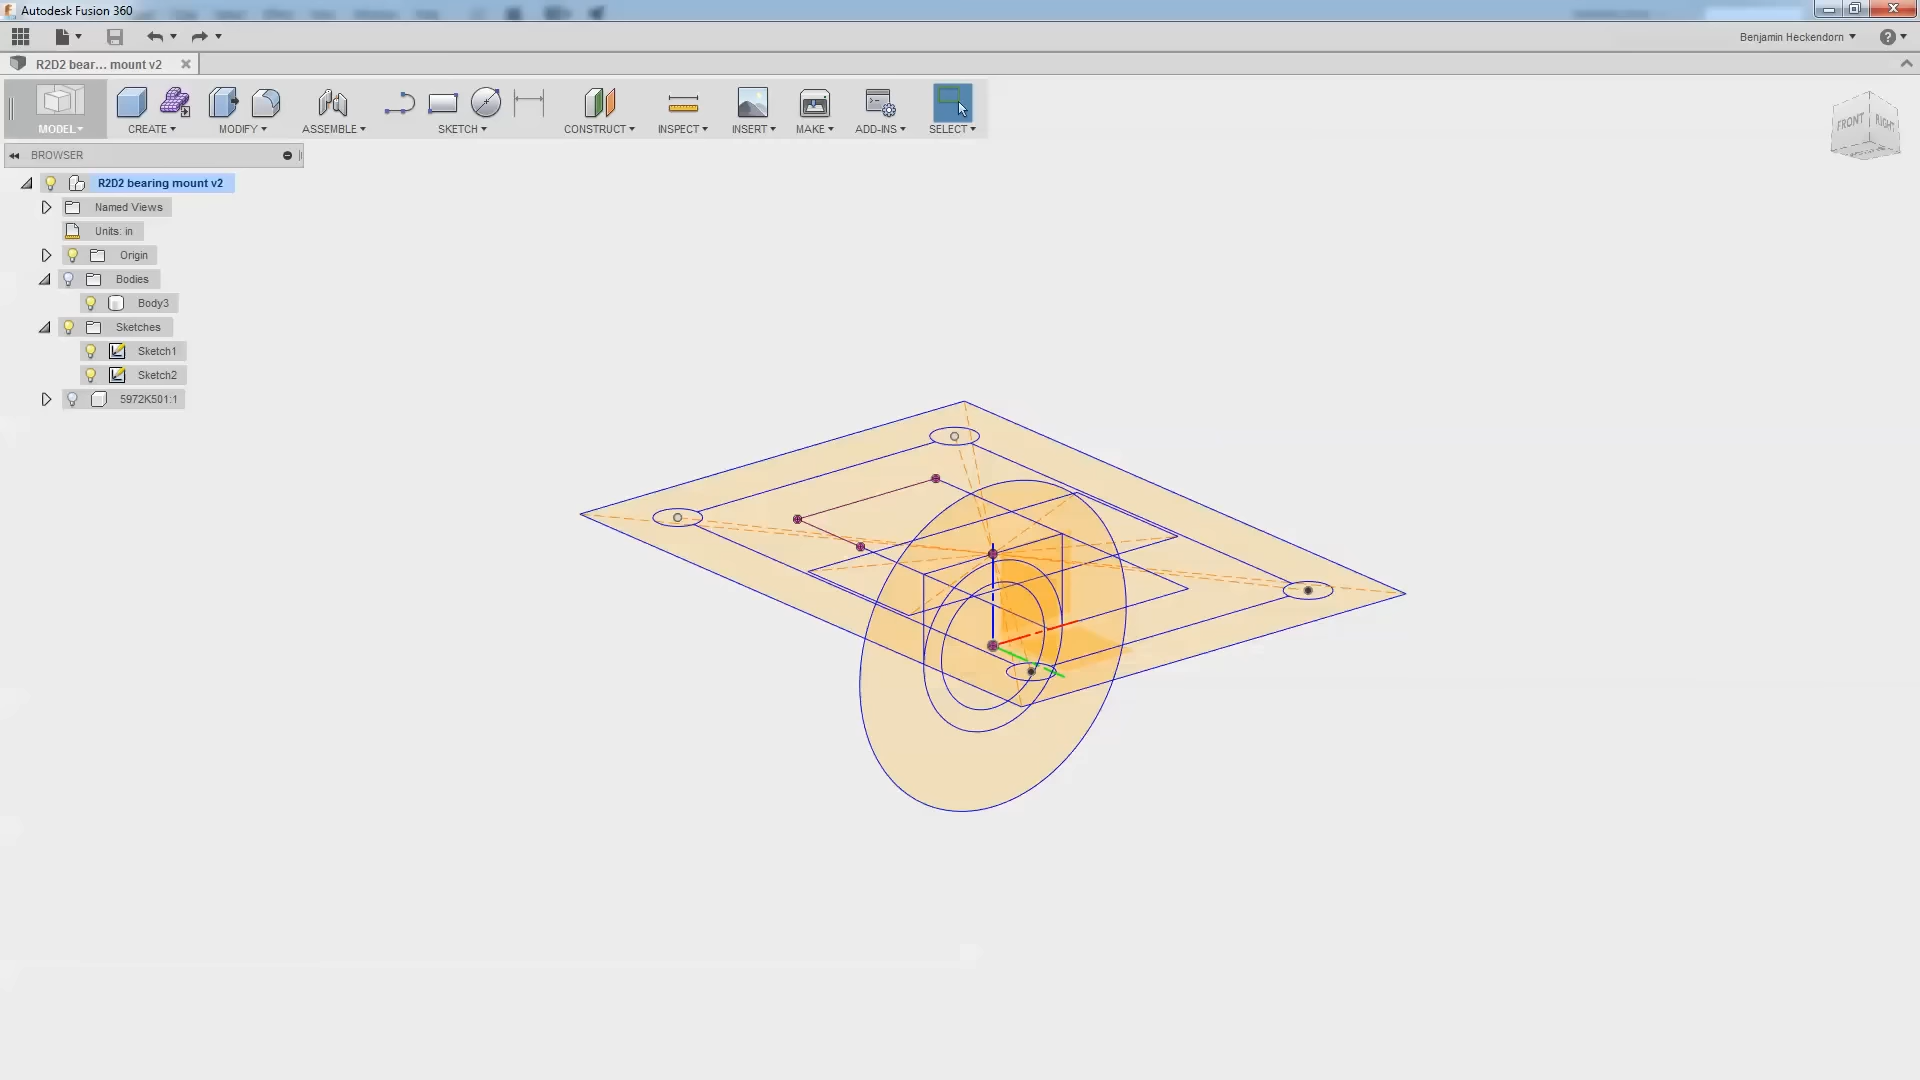 Autodesk Fusion 360
Benjamin Heckendorn
R2D2 bear... mount v2
MODEL
CREATE
MODIFY
ASSEMBLE
SKETCH
CONSTRUCT
INSPECT
INSERT
MAKE
ADD-INS
SELECT
FRONT
RIGHT
BROWSER
R2D2 bearing mount v2
Named Views
Units: in
Origin
Bodies
Body3
Sketches
Sketch1
Sketch2
5972K501:1